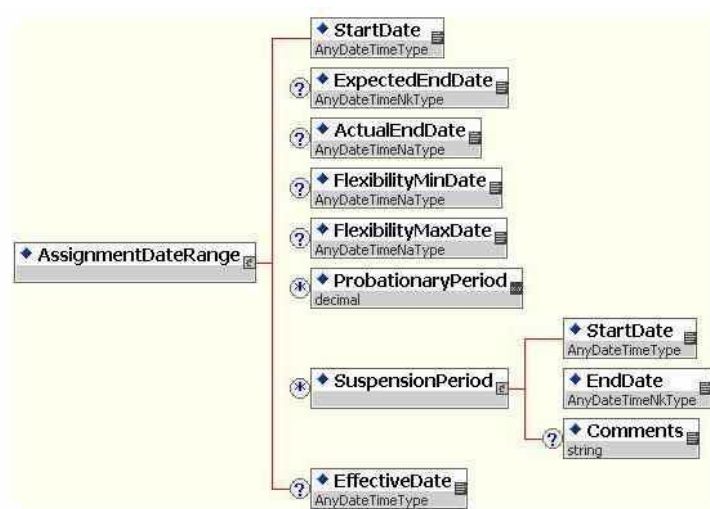 StartDate
AnyDateTimeType
? ExpectedEndDate
AnyDateTimeNkType
? ActualEndDate
AnyDateTimeNaType
? FlexibilityMinDate
AnyDateTimeNaType
? FlexibilityMaxDate
AnyDateTimeNaType
AssignmentDateRange
* ProbationaryPeriod
decimal
* SuspensionPeriod
StartDate
AnyDateTimeType
EndDate
AnyDateTimeNkType
? Comments
string
? EffectiveDate
AnyDateTimeType